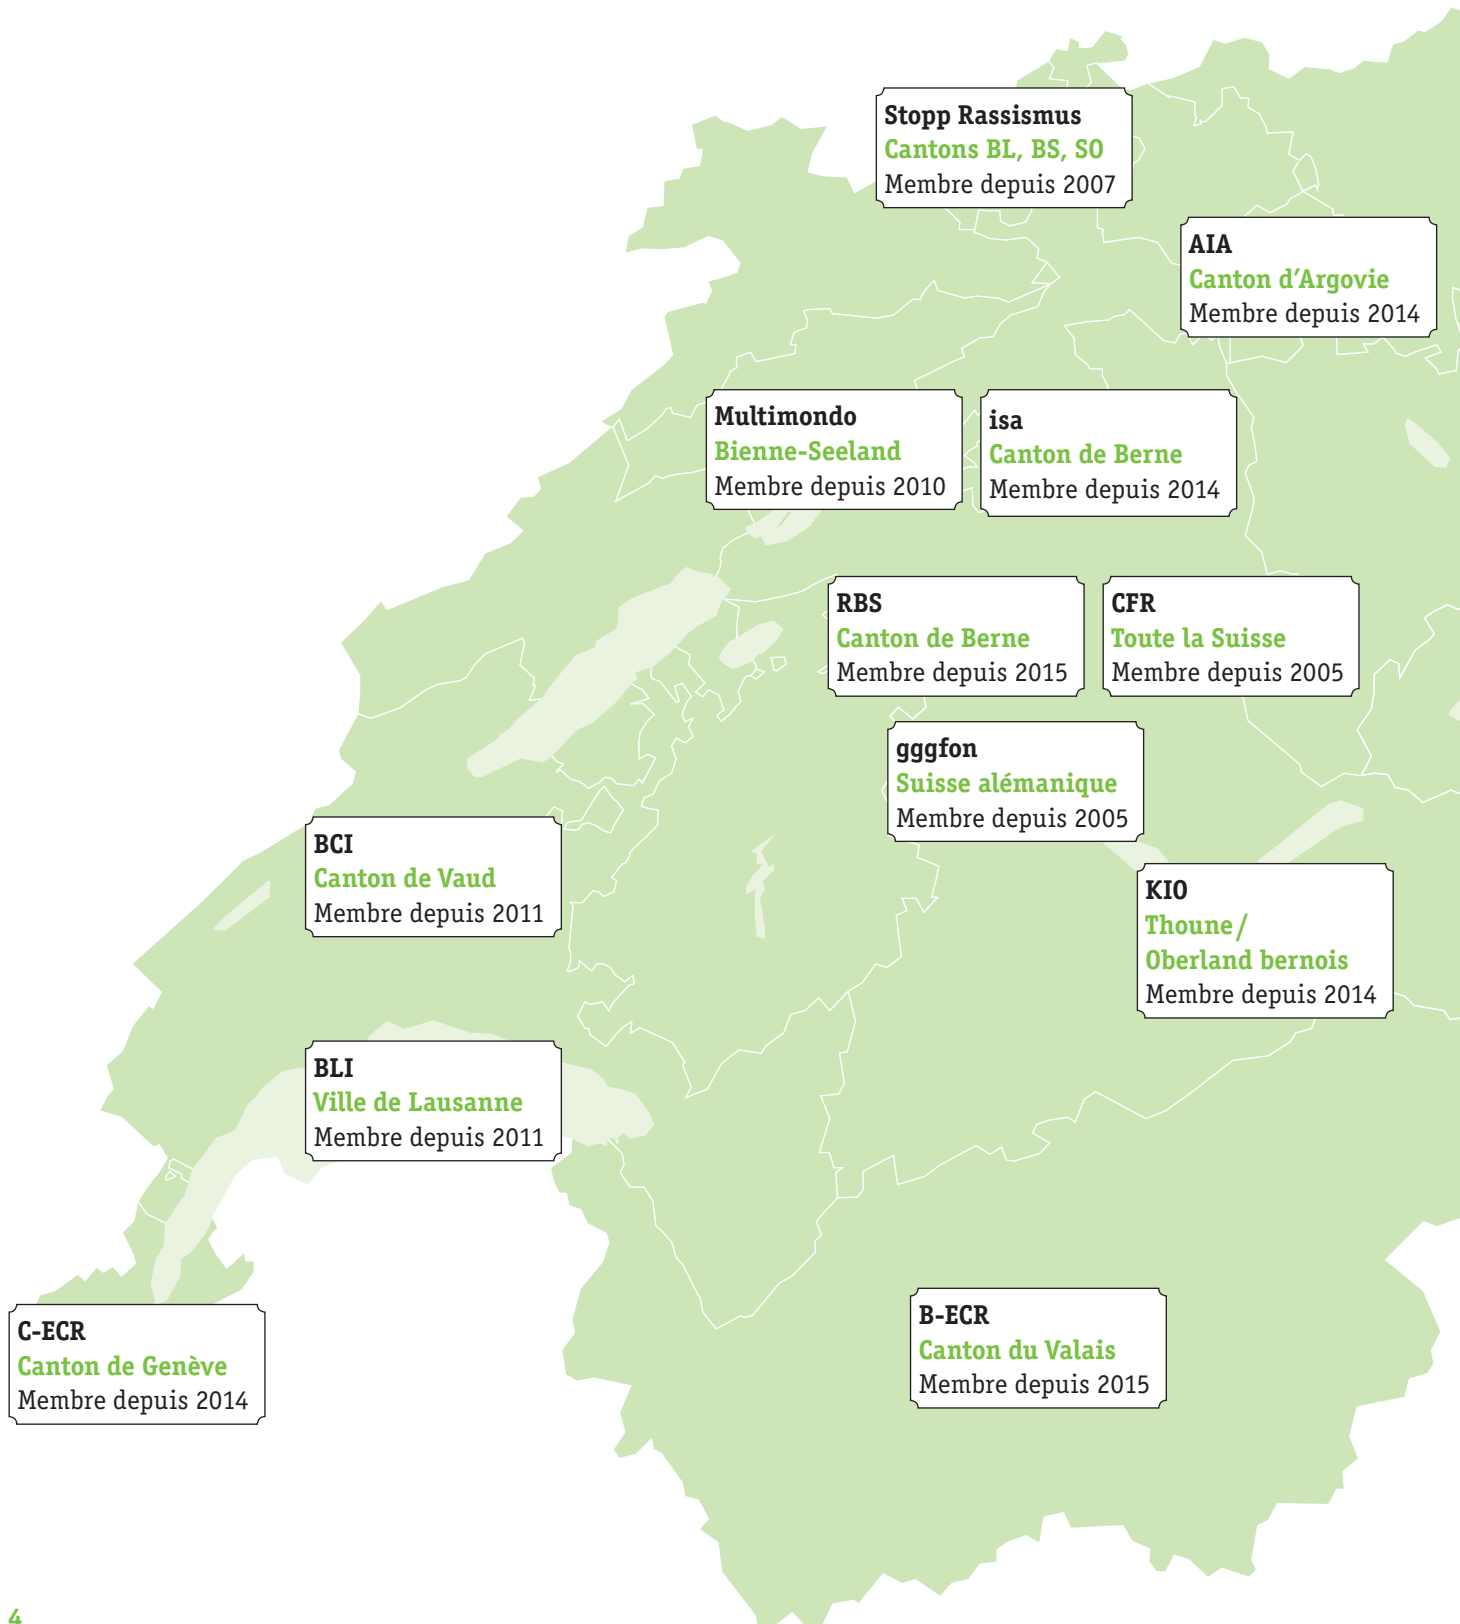 Stopp Rassismus
Cantons BL, BS, SO
Membre depuis 2007
AIA
Canton d’Argovie
Membre depuis 2014
Multimondo
Bienne-Seeland
Membre depuis 2010
isa
Canton de Berne
Membre depuis 2014
RBS
Canton de Berne
Membre depuis 2015
CFR
Toute la Suisse
Membre depuis 2005
gggfon
Suisse alémanique
Membre depuis 2005
BCI
Canton de Vaud
Membre depuis 2011
KIO
Thoune/
Oberland bernois
Membre depuis 2014
BLI
Ville de Lausanne
Membre depuis 2011
C-ECR
Canton de Genève
Membre depuis 2014
B-ECR
Canton du Valais
Membre depuis 2015
4